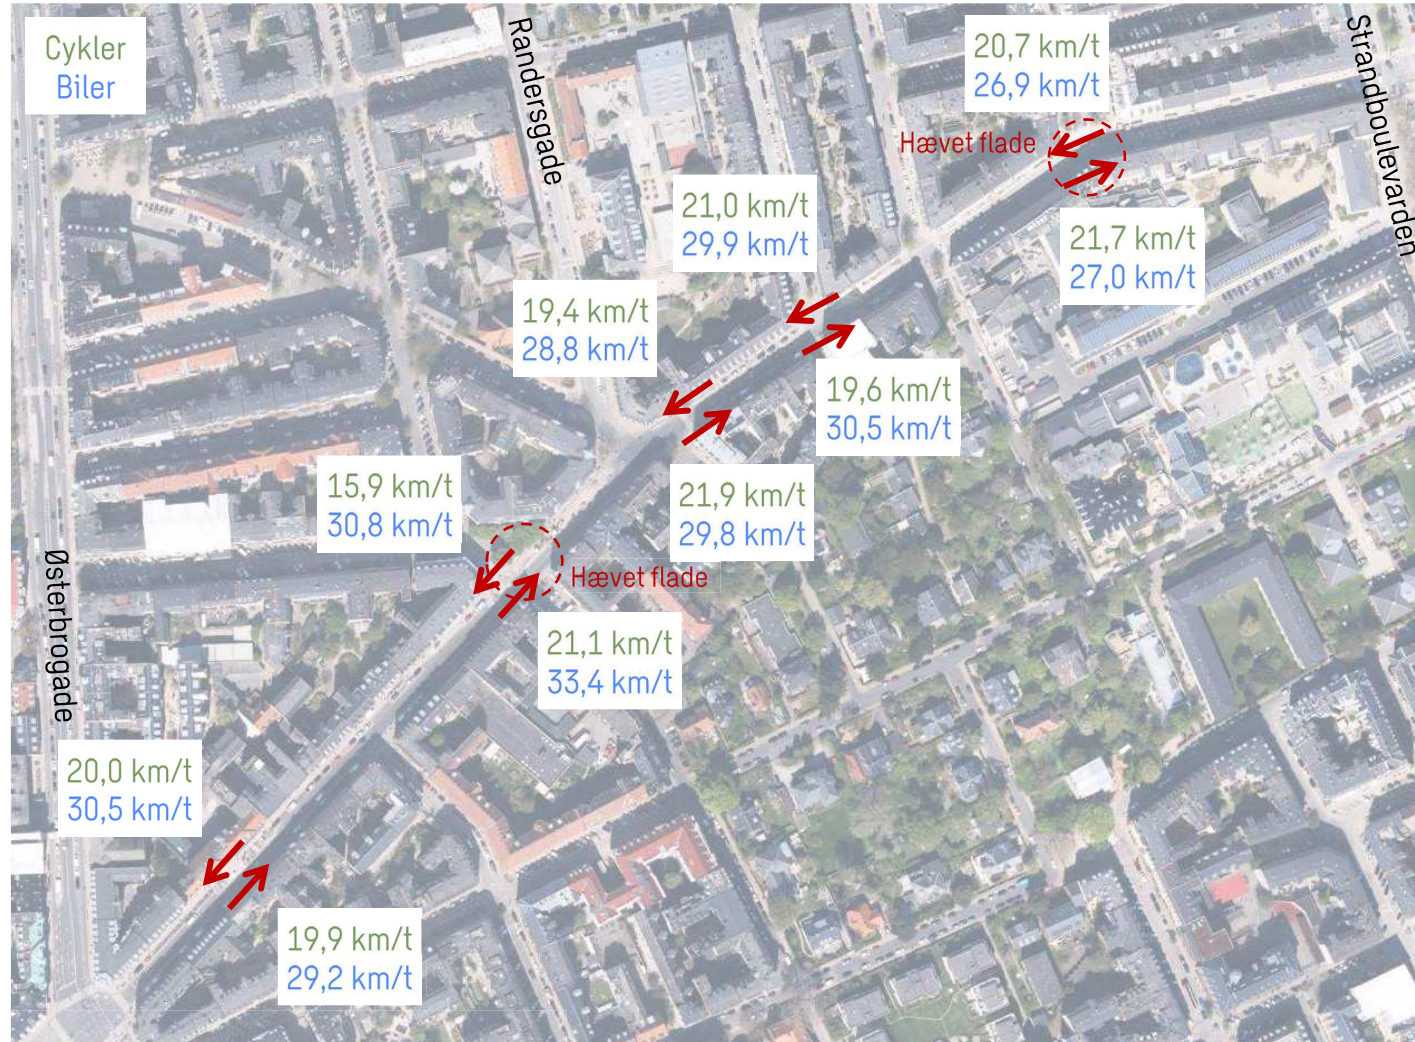 Cykler
Biler
Randersgade
20,7 km/t
26,9 km/t
Strandboulevarden
Hævet flade
21,0 km/t
29,9 km/t
21,7 km/t
27,0 km/t
19,4 km/t
28,8 km/t
19,6 km/t
30,5 km/t
15,9 km/t
30,8 km/t
21,9 km/t
29,8 km/t
Østerbrogade
Hævet flade
21,1 km/t
33,4 km/t
20,0 km/t
30,5 km/t
19,9 km/t
29,2 km/t